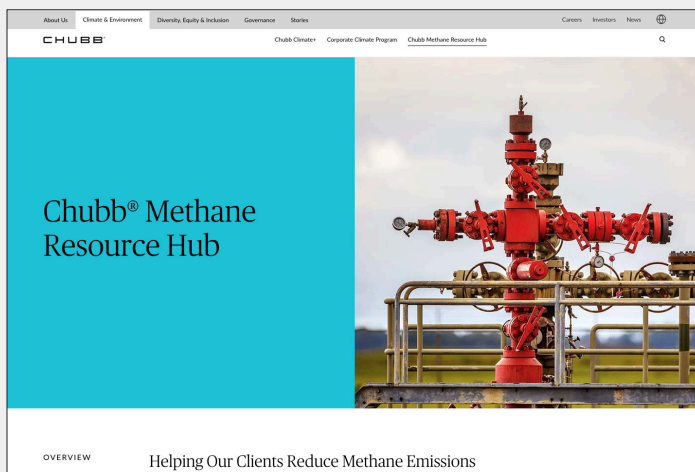 About Us Climate & Environment Diversity, Equity & Inclusion Governance Stories Careers Investors News
CHUBB
Chubb Climate+ Corporate Climate Program Chubb Methane Resource Hub
Chubb® Methane
Resource Hub
OVERVIEW
Helping Our Clients Reduce Methane Emissions